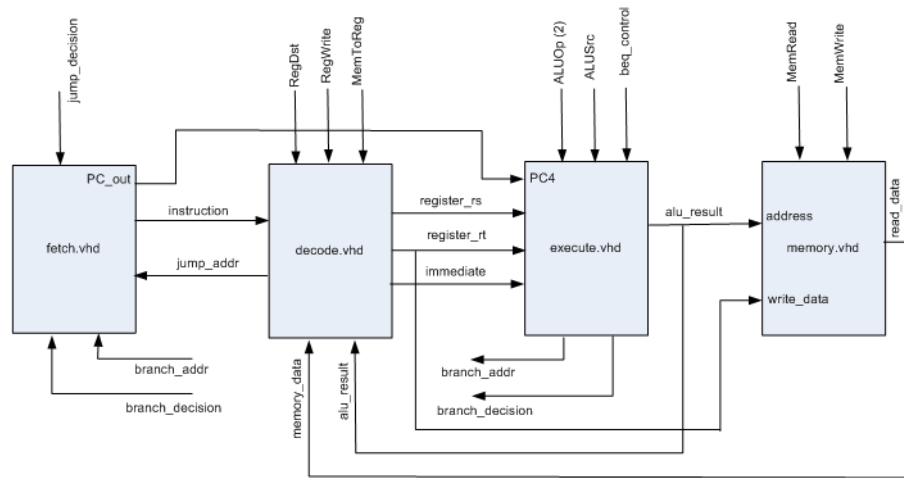 jump_decision
RegDst
RegWrite
MemToReg
ALUOp (2)
ALUSrc
beq_control
MemRead
MemWrite
PC_out
fetch.vhd
instruction
jump_addr
branch_addr
branch_decision
decode.vhd
register_rs
register_rt
immediate
memory_data
alu_result
PC4
execute.vhd
branch_addr
branch_decision
alu_result
address
memory.vhd
write_data
read_data